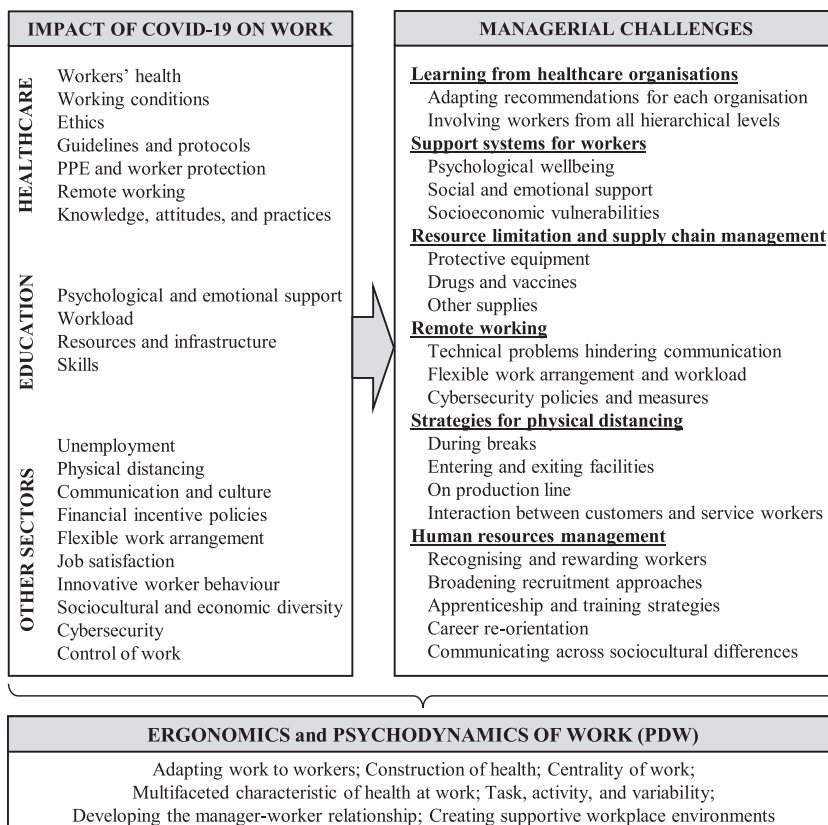 IMPACT OF COVID-19 ON WORK
HEALTHCARE
Workers’ health
Working conditions
Ethics
Guidelines and protocols
PPE and worker protection
Remote working
Knowledge, attitudes, and practices
EDUCATION
Psychological and emotional support
Workload
Resources and infrastructure
Skills
OTHER SECTORS
Unemployment
Physical distancing
Communication and culture
Financial incentive policies
Flexible work arrangement
Job satisfaction
Innovative worker behaviour
Sociocultural and economic diversity
Cybersecurity
Control of work
MANAGERIAL CHALLENGES
Learning from healthcare organisations
Adapting recommendations for each organisation
Involving workers from all hierarchical levels
Support systems for workers
Psychological wellbeing
Social and emotional support
Socioeconomic vulnerabilities
Resource limitation and supply chain management
Protective equipment
Drugs and vaccines
Other supplies
Remote working
Technical problems hindering communication
Flexible work arrangement and workload
Cybersecurity policies and measures
Strategies for physical distancing
During breaks
Entering and exiting facilities
On production line
Interaction between customers and service workers
Human resources management
Recognising and rewarding workers
Broadening recruitment approaches
Apprenticeship and training strategies
Career re-orientation
Communicating across sociocultural differences
ERGONOMICS and PSYCHODYNAMICS OF WORK (PDW)
Adapting work to workers; Construction of health; Centrality of work;
Multifaceted characteristic of health at work; Task, activity, and variability;
Developing the manager-worker relationship; Creating supportive workplace environments